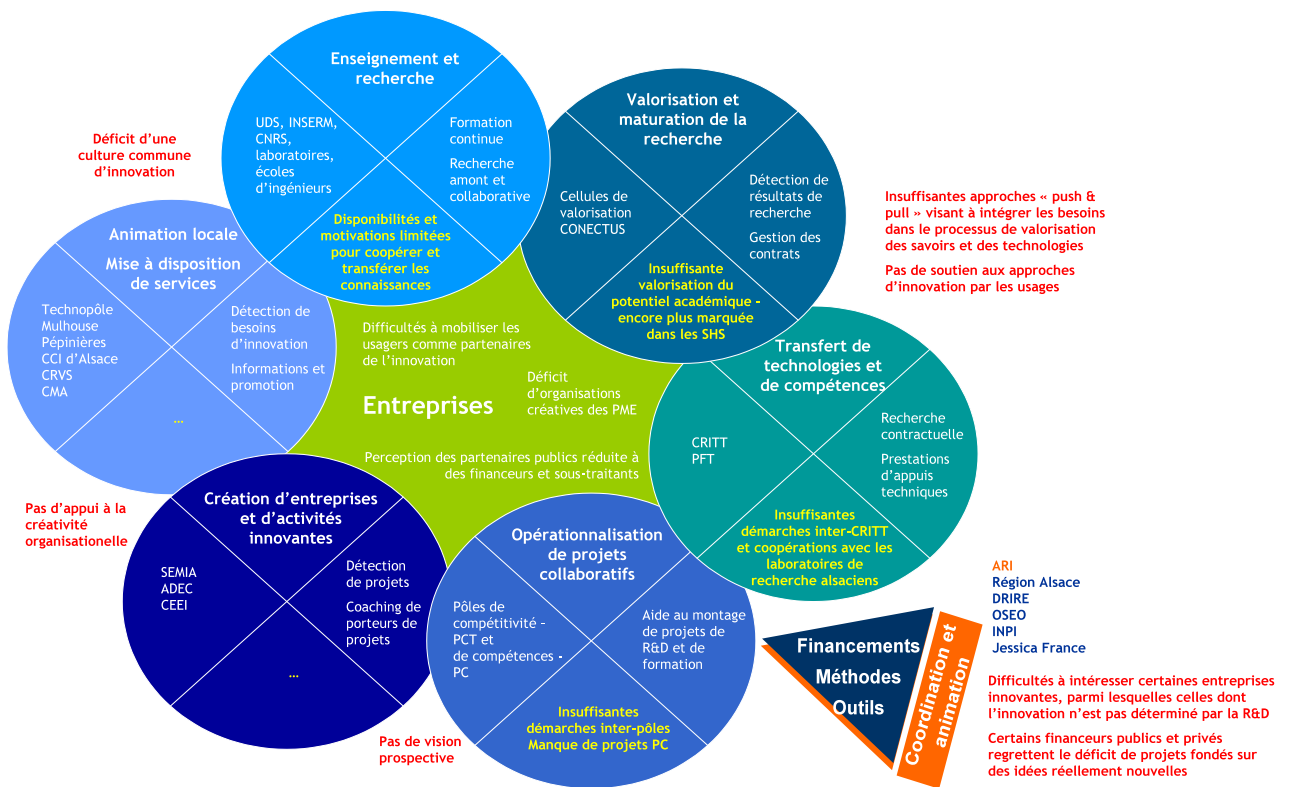 Enseignement et
recherche
UDS, INSERM,
CNRS,
laboratoires,
écoles
d’ingénieurs
Formation
continue
Recherche
amont et
collaborative
Disponibilités et
motivations limitées
pour coopérer et
transférer les
connaissances
Valorisation et
maturation de la
recherche
Cellules de
valorisation
CONECTUS
Détection de
résultats de
recherche
Gestion des
contrats
Insuffisante
valorisation du
potentiel académique -
encore plus marquée
dans les SHS
Déficit d’une
culture commune
d’innovation
Insuffisantes approches « push &
pull » visant à intégrer les besoins
dans le processus de valorisation
des savoirs et des technologies
Pas de soutien aux approches
d’innovation par les usages
Animation locale
Mise à disposition
de services
Technopôle
Mulhouse
Pépinières
CCI d’Alsace
CRVS
CMA
Détection de
besoins
d’innovation
Informations et
promotion
…
Difficultés à mobiliser les
usagers comme partenaires
de l’innovation
Déficit
d’organisations
créatives des PME
Entreprises
Perception des partenaires publics réduite à
des financeurs et sous-traitants
Transfert de
technologies et
de compétences
CRITT
PFT
Recherche
contractuelle
Prestations
d’appuis
techniques
Insuffisantes
démarches inter-CRITT
et coopérations avec les
laboratoires de
recherche alsaciens
Pas d’appui à la
créativité
organisationelle
Création d’entreprises
et d’activités
innovantes
SEMIA
ADEC
CEEI
Détection
de projets
Coaching de
porteurs de
projets
…
Opérationnalisation
de projets
collaboratifs
Pôles de
compétitivité –
PCT et
de compétences -
PC
Aide au montage
de projets de
R&D et de
formation
Insuffisantes
démarches inter-pôles
Manque de projets PC
Pas de vision
prospective
Financements
Méthodes
Outils
Coordination et
animation
ARI
Région Alsace
DRIRE
OSEO
INPI
Jessica France
Difficultés à intéresser certaines entreprises
innovantes, parmi lesquelles celles dont
l’innovation n’est pas déterminé par la R&D
Certains financeurs publics et privés
regrettent le déficit de projets fondés sur
des idées réellement nouvelles